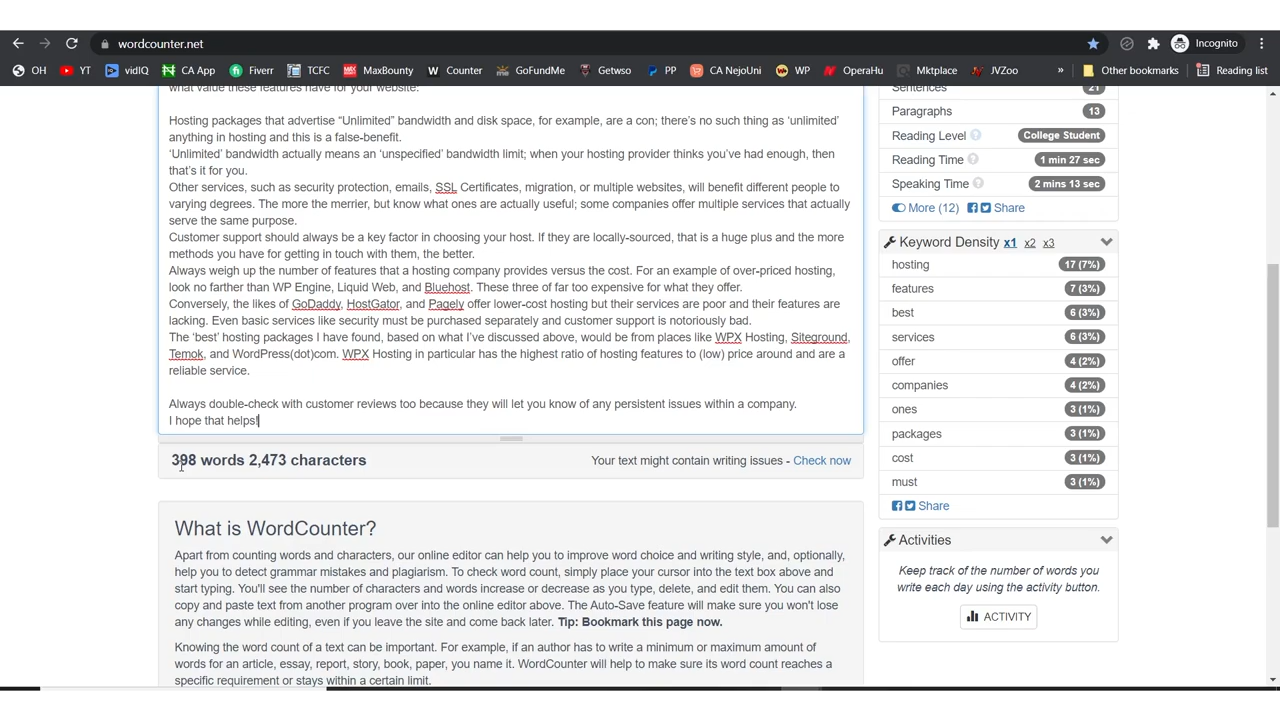 wordcounter.net
Incognito
OH YT vidIQ CA App Fiverr TCFC MaxBounty Counter GoFundMe Getwso PP CA NejoUni WP OperaHu Mktplace JVZoo » Other bookmarks Reading list
what value these features have for your website:
Hosting packages that advertise “Unlimited” bandwidth and disk space, for example, are a con; there’s no such thing as ‘unlimited’
anything in hosting and this is a false-benefit.
‘Unlimited’ bandwidth actually means an ‘unspecified’ bandwidth limit; when your hosting provider thinks you’ve had enough, then
that’s it for you.
Other services, such as security protection, emails, SSL Certificates, migration, or multiple websites, will benefit different people to
varying degrees. The more the merrier, but know what ones are actually useful; some companies offer multiple services that actually
serve the same purpose.
Customer support should always be a key factor in choosing your host. If they are locally-sourced, that is a huge plus and the more
methods you have for getting in touch with them, the better.
Always weigh up the number of features that a hosting company provides versus the cost. For an example of over-priced hosting,
look no farther than WP Engine, Liquid Web, and Bluehost. These three of far too expensive for what they offer.
Conversely, the likes of GoDaddy, HostGator, and Pagely offer lower-cost hosting but their services are poor and their features are
lacking. Even basic services like security must be purchased separately and customer support is notoriously bad.
The ‘best’ hosting packages I have found, based on what I’ve discussed above, would be from places like WPX Hosting, Siteground,
Temok, and WordPress(dot)com. WPX Hosting in particular has the highest ratio of hosting features to (low) price around and are a
reliable service.
Always double-check with customer reviews too because they will let you know of any persistent issues within a company.
I hope that helps!
398 words 2,473 characters
Your text might contain writing issues - Check now
What is WordCounter?
Apart from counting words and characters, our online editor can help you to improve word choice and writing style, and, optionally,
help you to detect grammar mistakes and plagiarism. To check word count, simply place your cursor into the text box above and
start typing. You'll see the number of characters and words increase or decrease as you type, delete, and edit them. You can also
copy and paste text from another program over into the online editor above. The Auto-Save feature will make sure you won't lose
any changes while editing, even if you leave the site and come back later. Tip: Bookmark this page now.
Knowing the word count of a text can be important. For example, if an author has to write a minimum or maximum amount of
words for an article, essay, report, story, book, paper, you name it. WordCounter will help to make sure its word count reaches a
specific requirement or stays within a certain limit.
Sentences 21
Paragraphs 13
Reading Level College Student
Reading Time 1 min 27 sec
Speaking Time 2 mins 13 sec
More (12) Share
Keyword Density x1 x2 x3
hosting 17 (7%)
features 7 (3%)
best 6 (3%)
services 6 (3%)
offer 4 (2%)
companies 4 (2%)
ones 3 (1%)
packages 3 (1%)
cost 3 (1%)
must 3 (1%)
Share
Activities
Keep track of the number of words you
write each day using the activity button.
ACTIVITY